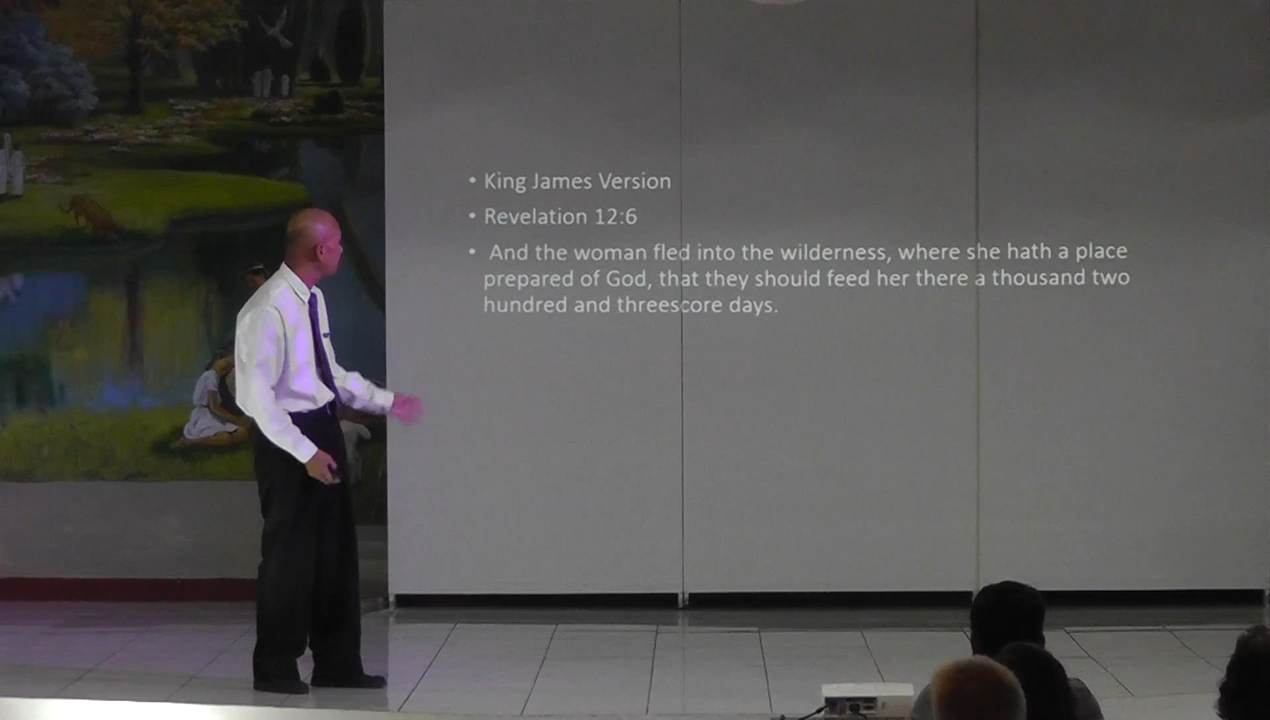 • King James Version
• Revelation 12:6
• And the woman fled into the wilderness, where she hath a place
prepared of God, that they should feed her there a thousand two
hundred and threescore days.